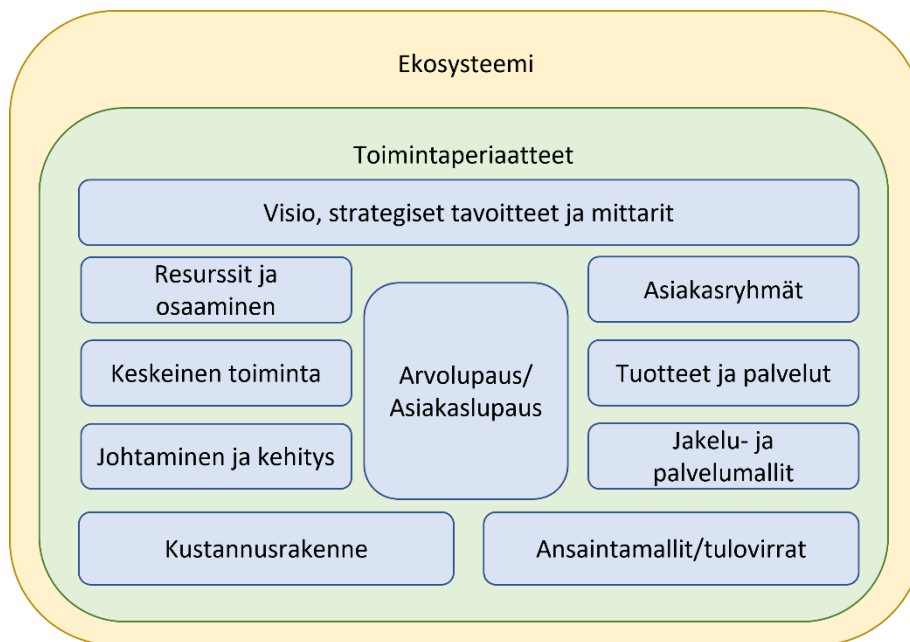 Ekosysteemi
Toimintaperiaatteet
Visio, strategiset tavoitteet ja mittarit
Resurssit ja
osaaminen
Keskeinen toiminta
Johtaminen ja kehitys
Arvolupaus/
Asiakaslupaus
Asiakasryhmät
Tuotteet ja palvelut
Jakelu- ja
palvelumallit
Kustannusrakenne
Ansaintamallit/tulovirrat